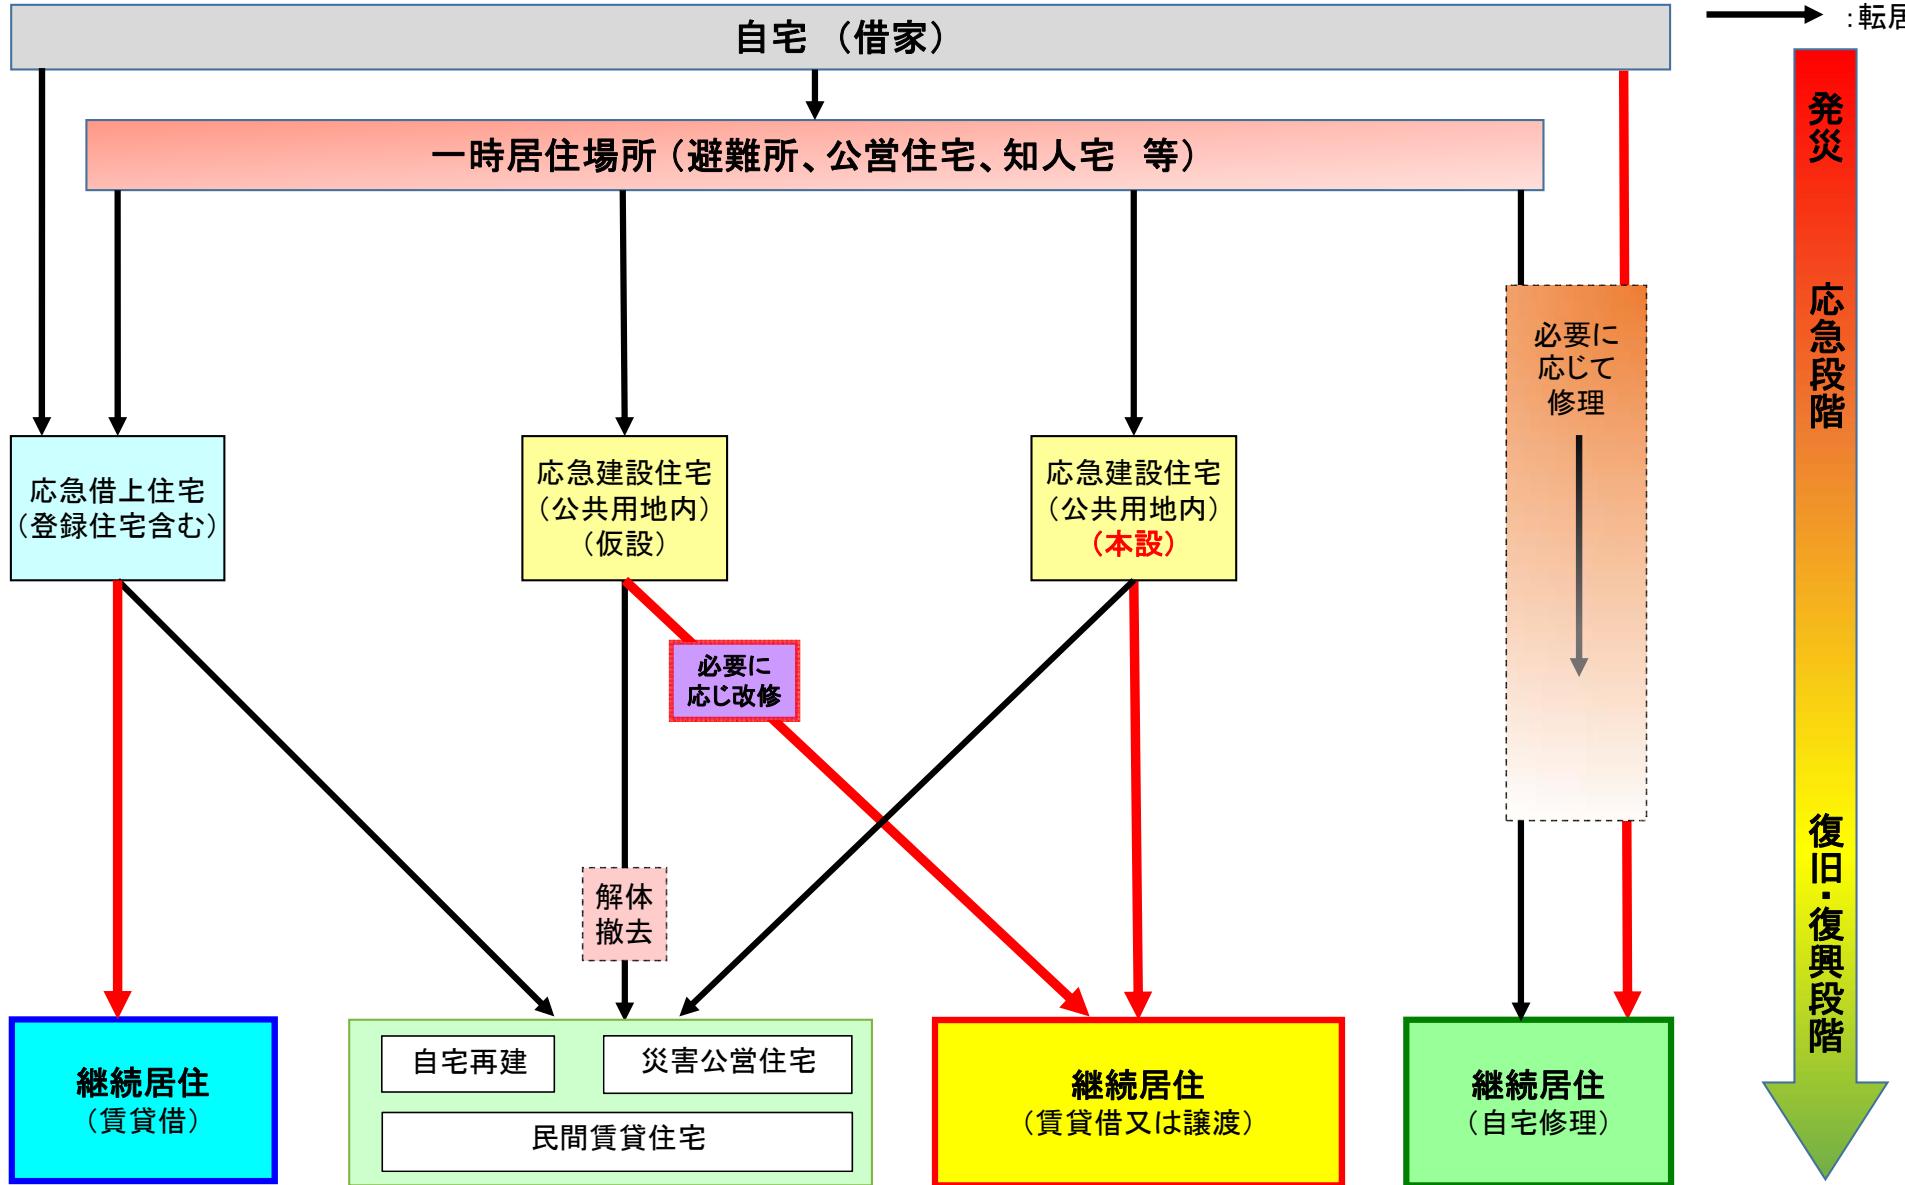 自宅 （借家）
：転居
一時居住場所（避難所、公営住宅、知人宅 等）
発災
応急段階
復旧・復興段階
必要に
応じて
修理
応急借上住宅
（登録住宅含む）
応急建設住宅
（公共用地内）
（仮設）
応急建設住宅
（公共用地内）
（本設）
必要に
応じ改修
解体
撤去
継続居住
（賃貸借）
自宅再建
災害公営住宅
民間賃貸住宅
継続居住
（賃貸借又は譲渡）
継続居住
（自宅修理）